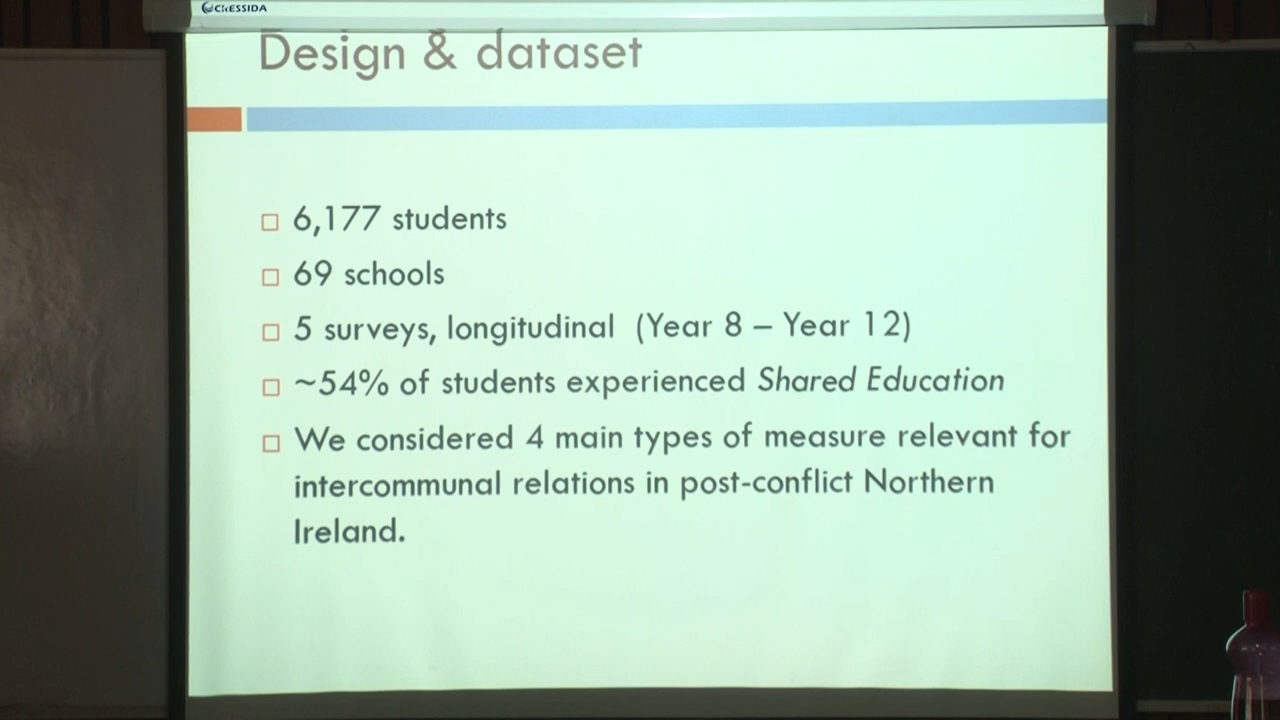 CRESSIDA
Design & dataset
6,177 students
69 schools
5 surveys, longitudinal (Year 8 – Year 12)
~54% of students experienced Shared Education
We considered 4 main types of measure relevant for
intercommunal relations in post-conflict Northern
Ireland.